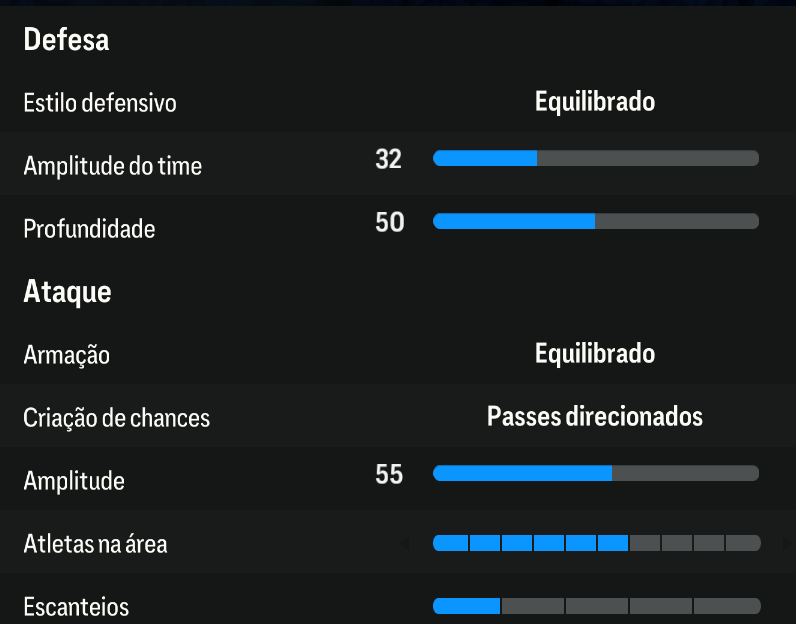 Defesa
Estilo defensivo Equilibrado
Amplitude do time 32
Profundidade 50
Ataque
Armação Equilibrado
Criação de chances Passes direcionados
Amplitude 55
Atletas na área
Escanteios